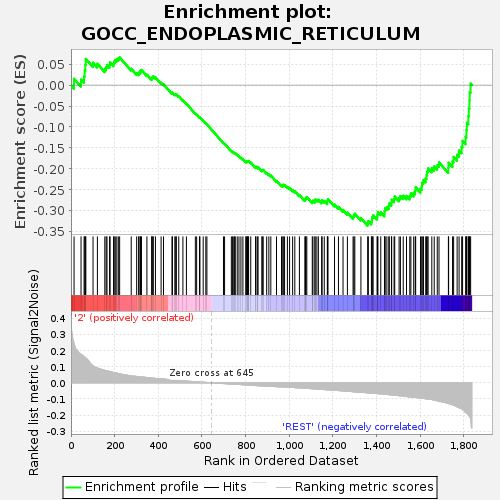 Enrichment plot:
GOCC_ENDOPLASMIC_RETICULUM
Enrichment score (ES)
0.05
0.00
-0.05
-0.10
-0.15
-0.20
-0.25
-0.30
-0.35
Ranked list metric (Signal2Noise)
'2' (positively correlated)
0.4
0.3
0.2
0.1
0.0
-0.1
-0.2
-0.3
Zero cross at 645
'REST' (negatively correlated)
0
200
400
600
800
1,000
1,200
1,400
1,600
1,800
Rank in Ordered Dataset
Enrichment profile
Hits
Ranking metric scores